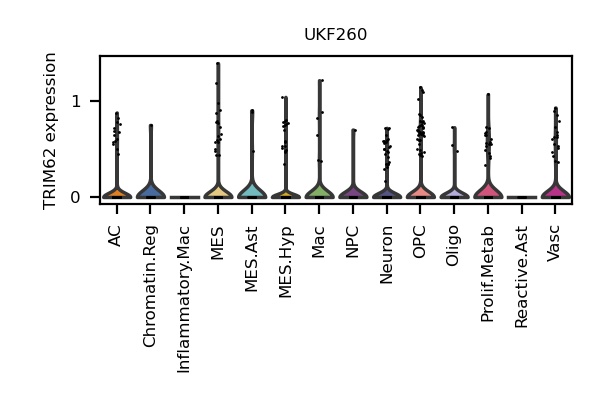 UKF260
TRIM62 expression
1
0
AC
Chromatin.Reg
Inflammatory.Mac
MES
MES.Ast
MES.Hyp
Mac
NPC
Neuron
OPC
Oligo
Prolif.Metab
Reactive.Ast
Vasc